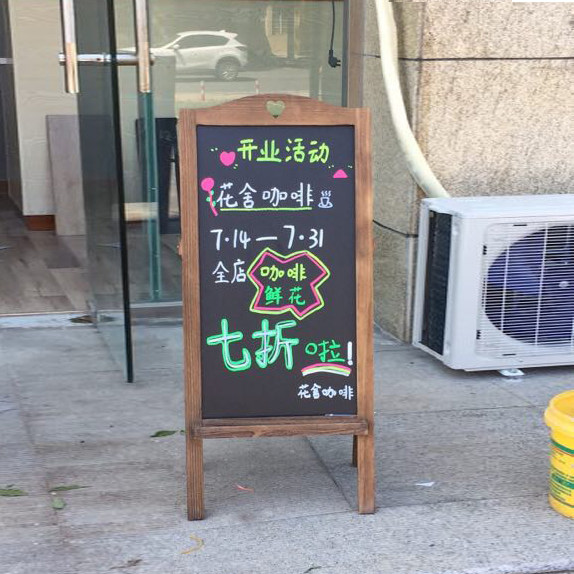 开业活动
花舍咖啡
7·14—7·31
全店 咖啡
鲜花
七折 啦!
花舍咖啡